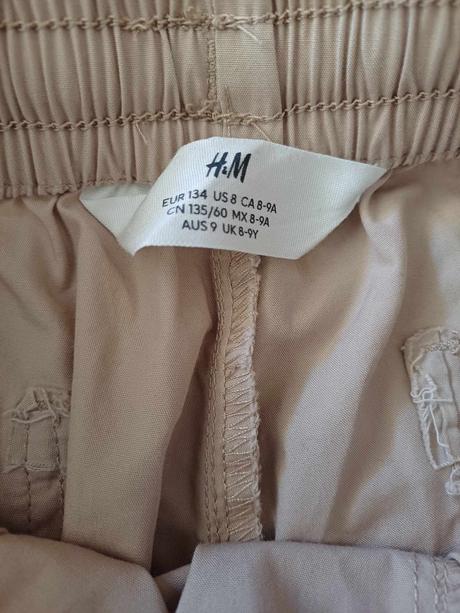 H&M
EUR 134 US 8 CA 8-9A
CN 135/60 MX 8-9A
AUS 9 UK 8-9Y